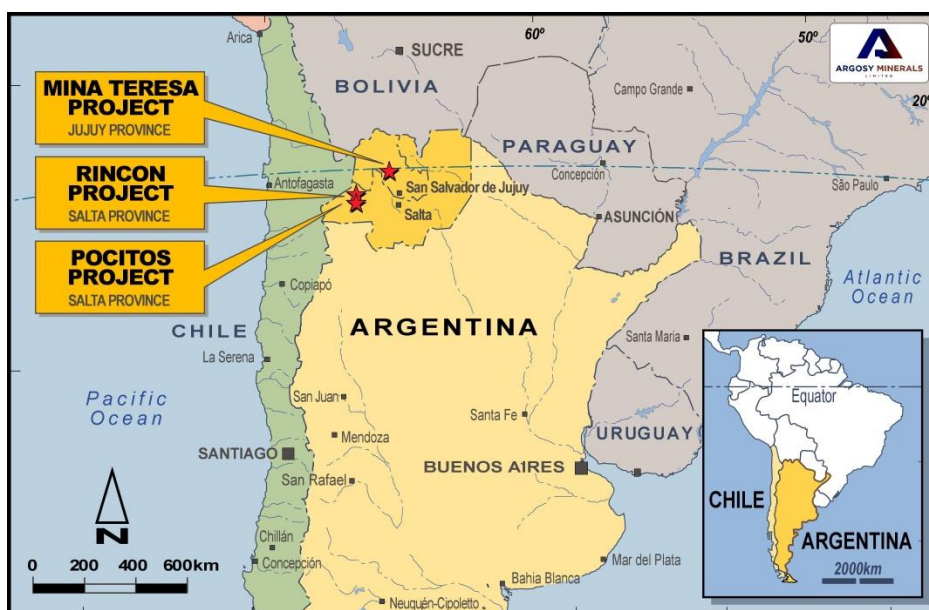 Arica
60º
50º
ARGOSY MINERALS
LIMITED
SUCRE
MINA TERESA
PROJECT
JUJUY PROVINCE
BOLIVIA
Campo Grande
20º
RINCON
PROJECT
SALTA PROVINCE
PARAGUAY
Concepción
Antofagasta
San Salvador de Jujuy
São Paulo
Salta
ASUNCIÓN
POCITOS
PROJECT
SALTA PROVINCE
BRAZIL
Atlantic
Ocean
Copiapó
CHILE
ARGENTINA
La Serena
Santa Maria
Pacific
Ocean
San Juan
Santa Fe
Equator
Mendoza
URUGUAY
SANTIAGO
BUENOS AIRES
San Rafael
CHILE
N
Chillán
ARGENTINA
Concepción
Mar del Plata
0 200 400 600km
Bahia Blanca
2000km
Neuquén-Cipoletto